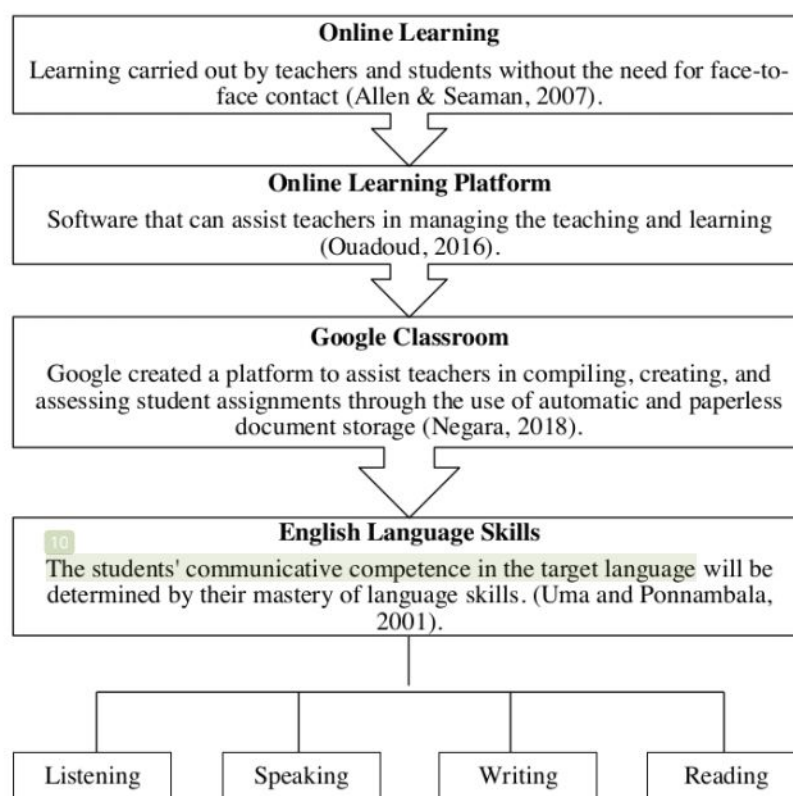 Online Learning
Learning carried out by teachers and students without the need for face-to-
face contact (Allen & Seaman, 2007).
Online Learning Platform
Software that can assist teachers in managing the teaching and learning
(Ouadoud, 2016).
Google Classroom
Google created a platform to assist teachers in compiling, creating, and
assessing student assignments through the use of automatic and paperless
document storage (Negara, 2018).
English Language Skills
10
The students' communicative competence in the target language will be
determined by their mastery of language skills. (Uma and Ponnambala,
2001).
Listening Speaking Writing Reading